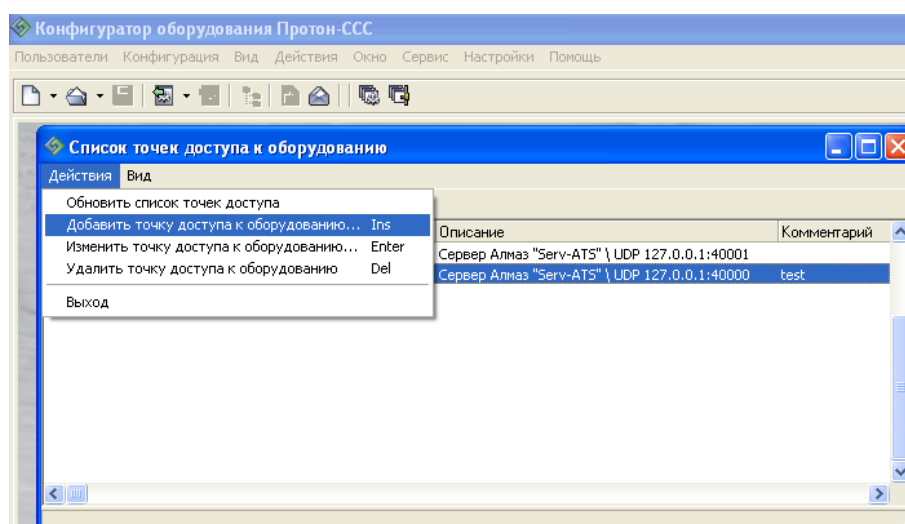 Конфигуратор оборудования Протон-ССС
Пользователи Конфигурация Вид Действия Окно Сервис Настройки Помощь
Список точек доступа к оборудованию
Действия Вид
Обновить список точек доступа
Добавить точку доступа к оборудованию... Ins
Изменить точку доступа к оборудованию... Enter
Удалить точку доступа к оборудованию Del
Выход
Описание Комментарий
Сервер Алмаз "Serv-ATS" \ UDP 127.0.0.1:40001
Сервер Алмаз "Serv-ATS" \ UDP 127.0.0.1:40000 test